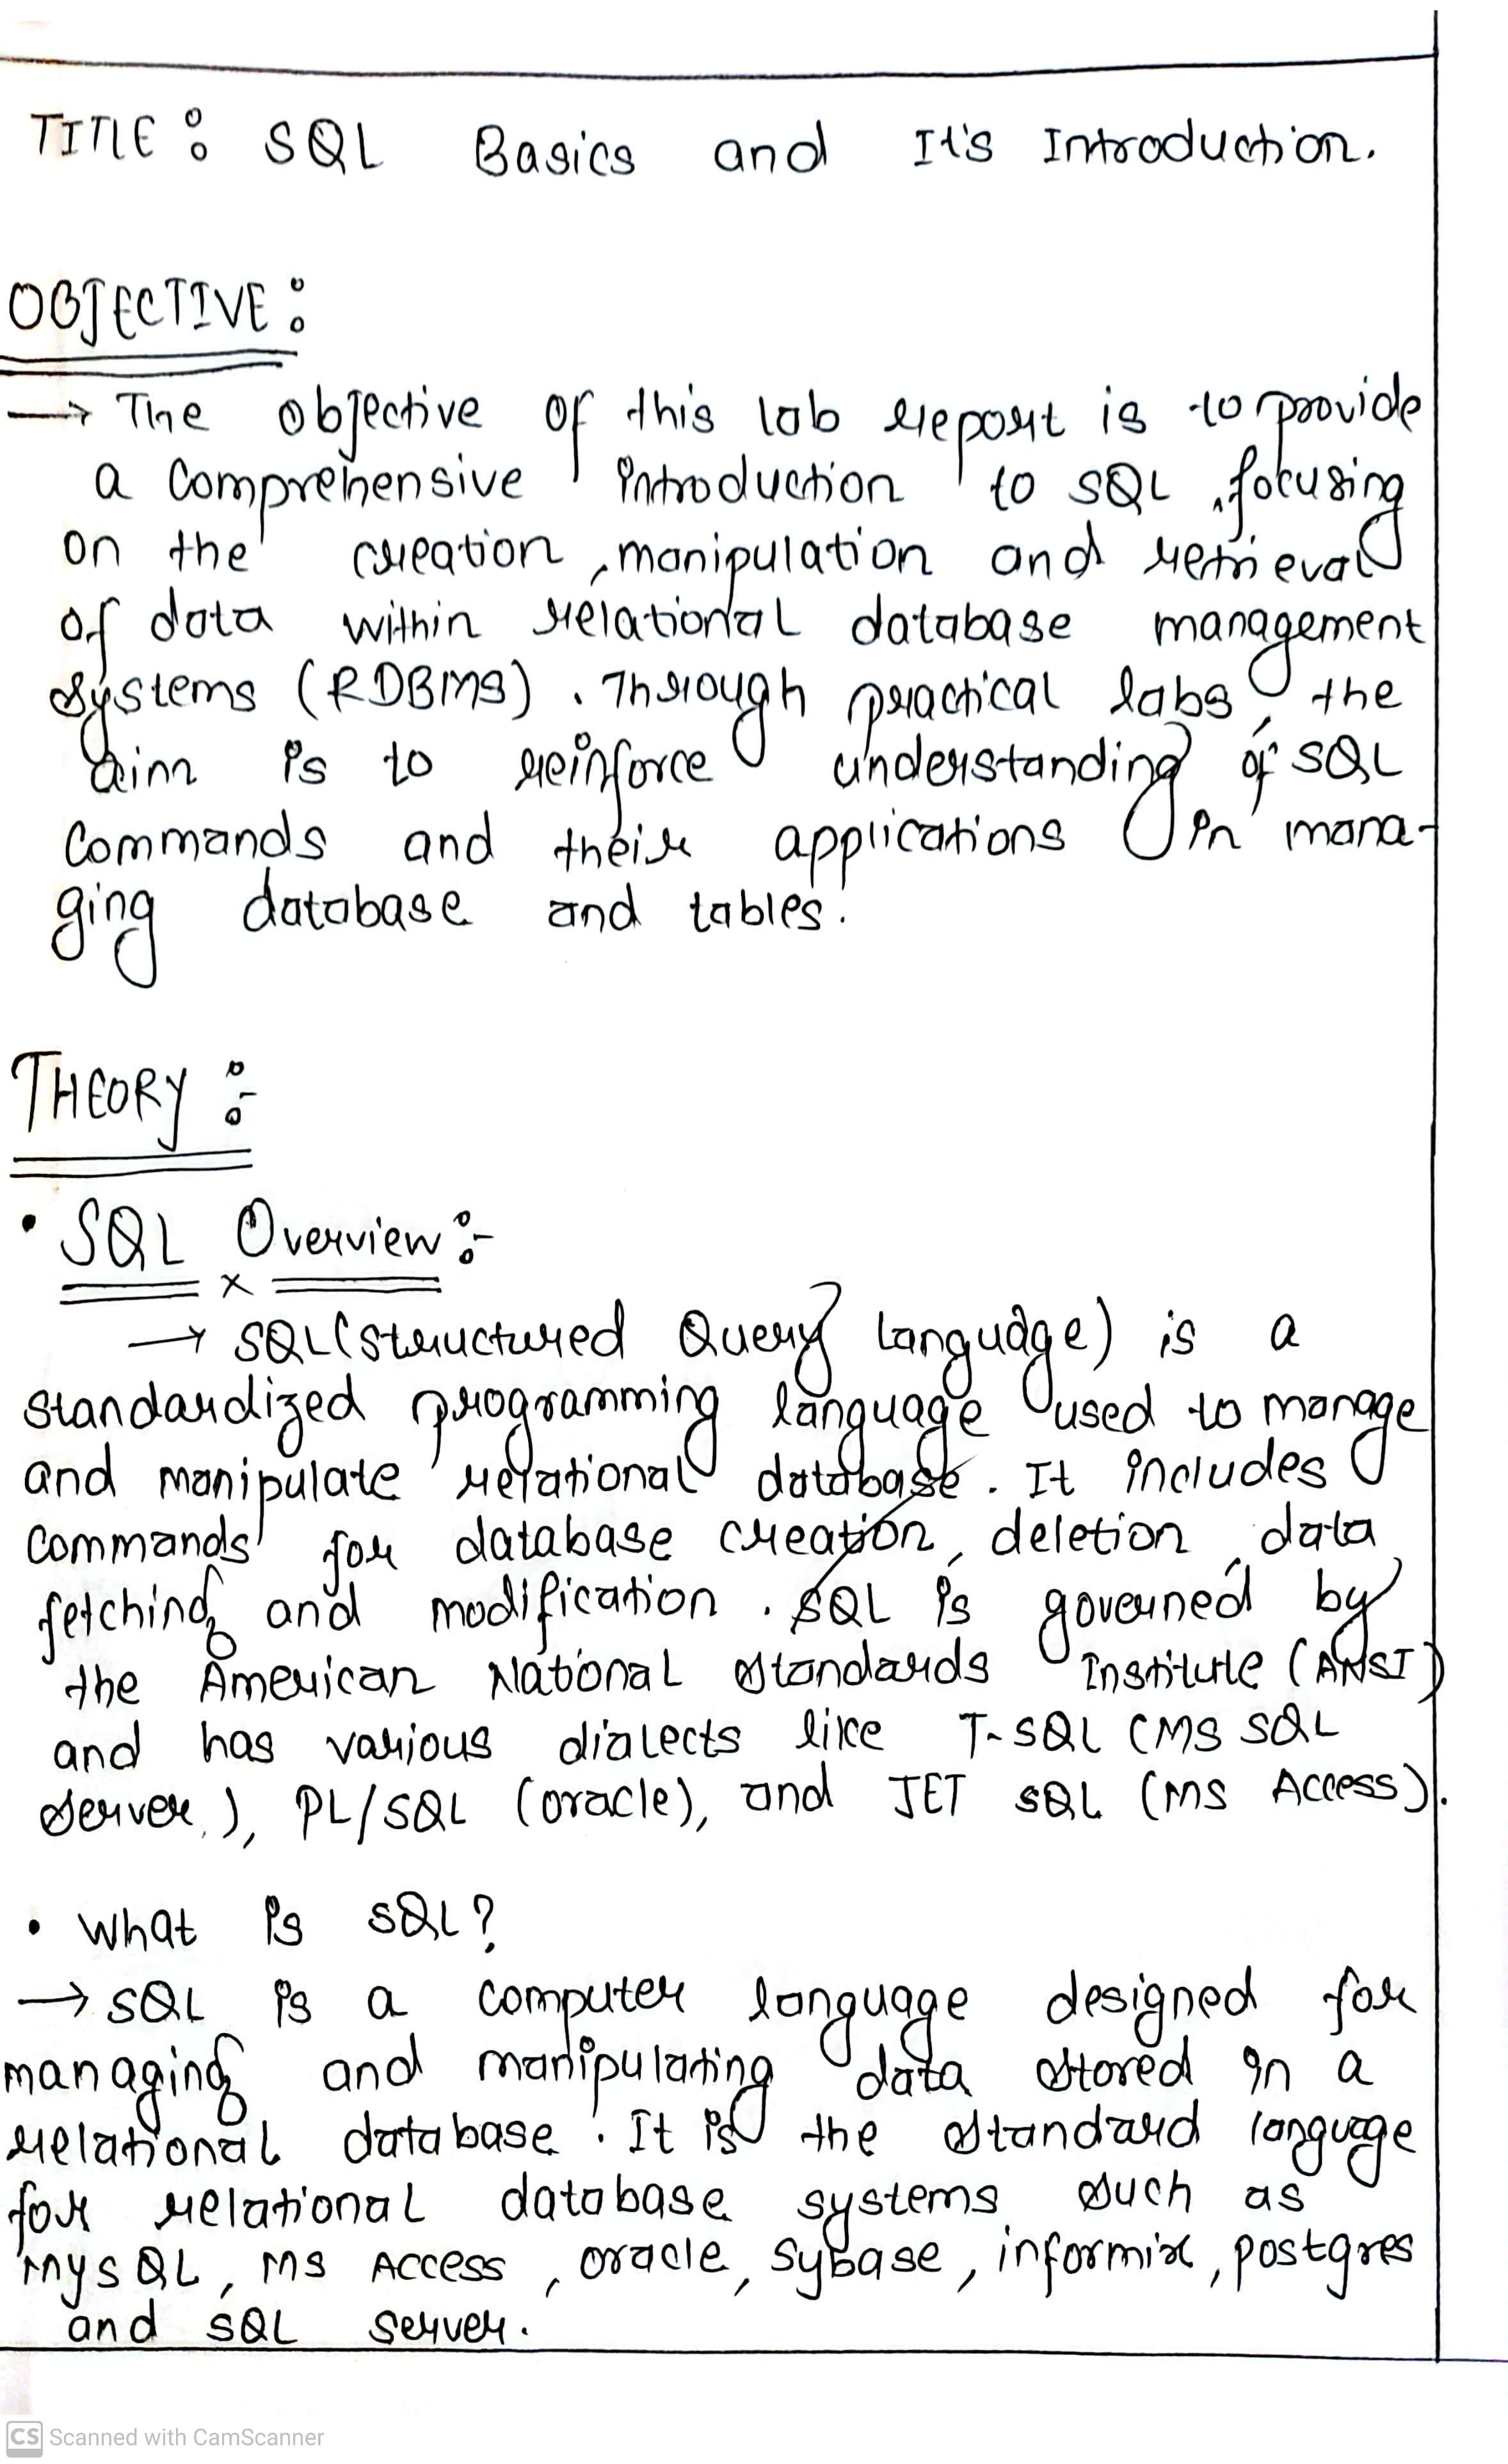 TITLE : SQL Basics and It's Introduction.
OBJECTIVE :
→ The objective of this lab report is to provide
a comprehensive introduction to SQL, focusing
on the creation, manipulation and retrieval
of data within relational database management
systems (RDBMS). Through practical labs, the
aim is to reinforce understanding of SQL
commands and their applications in mana-
ging database and tables.
THEORY :-
• SQL Overview :-
→ SQL (structured Query Language) is a
standardized programming language used to manage
and manipulate relational database. It includes
commands for database creation, deletion, data
fetching and modification. SQL is governed by
the American National Standards Institute (ANSI)
and has various dialects like T-SQL (MS SQL
Server), PL/SQL (oracle), and JET SQL (MS Access).
• What is SQL?
→ SQL is a computer language designed for
managing and manipulating data stored in a
relational database. It is the standard language
for relational database systems such as
MySQL, MS Access, oracle, Sybase, informix, postgres
and SQL server.
CS Scanned with CamScanner